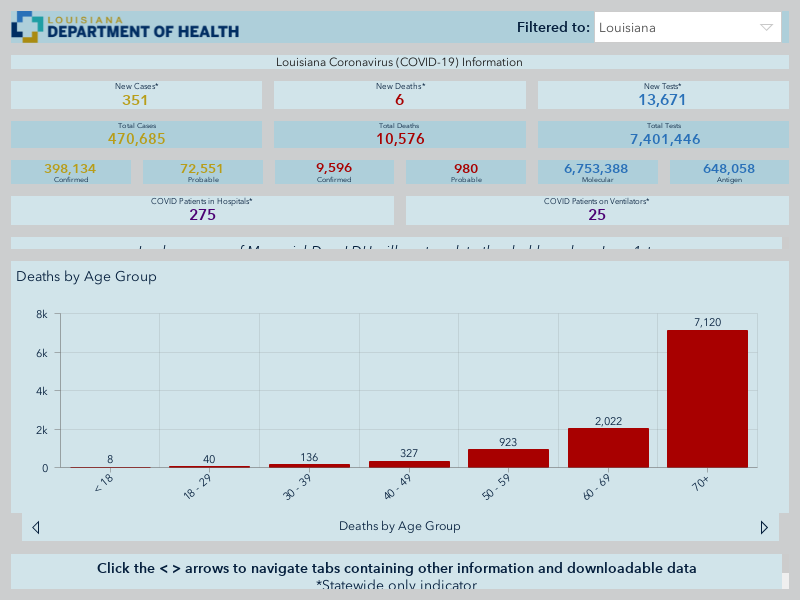 LOUISIANA
DEPARTMENT OF HEALTH
Filtered to: Louisiana
Louisiana Coronavirus (COVID-19) Information
New Cases*
351
New Deaths*
6
New Tests*
13,671
Total Cases
470,685
Total Deaths
10,576
Total Tests
7,401,446
398,134
Confirmed
72,551
Probable
9,596
Confirmed
980
Probable
6,753,388
Molecular
648,058
Antigen
COVID Patients in Hospitals*
275
COVID Patients on Ventilators*
25
Deaths by Age Group
8k
6k
4k
2k
0
8
40
136
327
923
2,022
7,120
< 18
18 - 29
30 - 39
40 - 49
50 - 59
60 - 69
70+
Deaths by Age Group
Click the < > arrows to navigate tabs containing other information and downloadable data
*Statewide only indicator